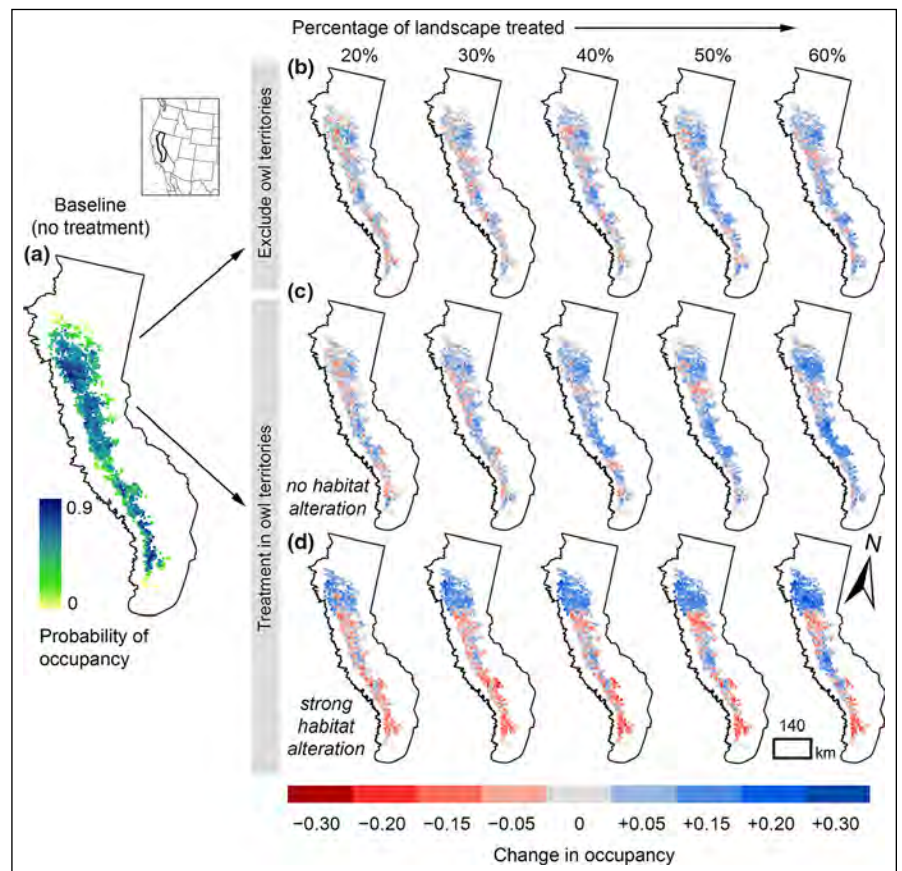 Percentage of landscape treated
20% 30% 40% 50% 60%
(b)
Exclude owl territories
Baseline
(no treatment)
(a)
0.9
0
Probability of
occupancy
(c)
Treatment in owl territories
no habitat
alteration
(d)
N
strong
habitat
alteration
140
km
−0.30 −0.20 −0.15 −0.05 0 +0.05 +0.15 +0.20 +0.30
Change in occupancy